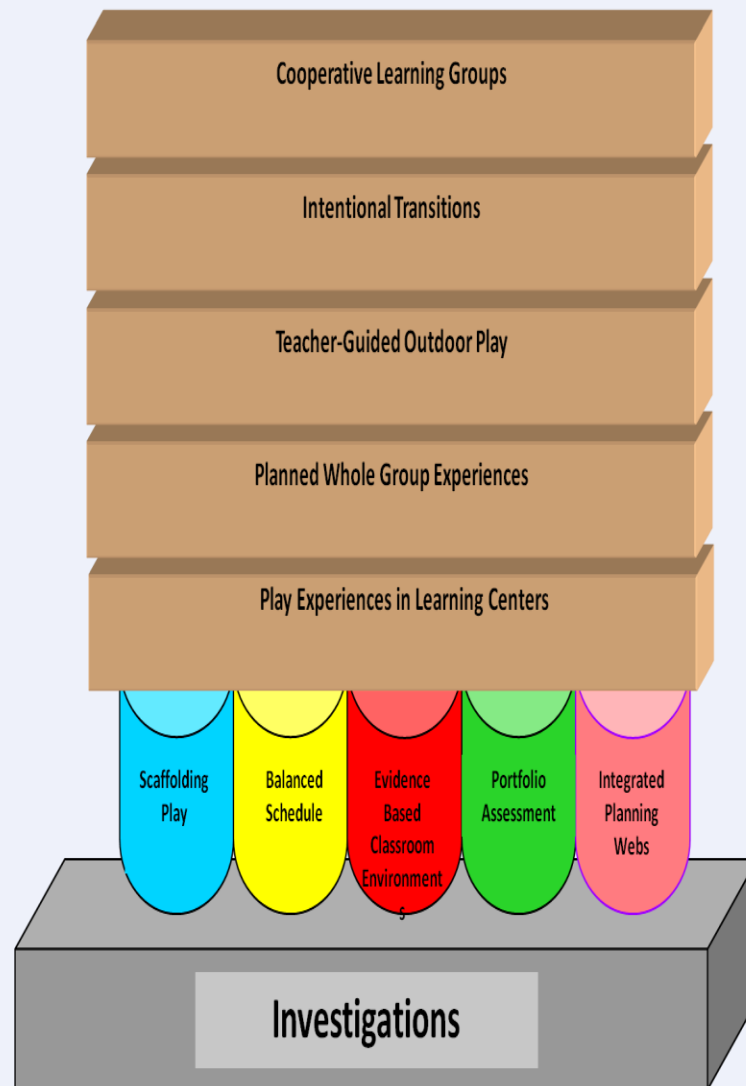 Cooperative Learning Groups
Intentional Transitions
Teacher-Guided Outdoor Play
Planned Whole Group Experiences
Play Experiences in Learning Centers
Scaffolding
Play
Balanced
Schedule
Evidence
Based
Classroom
Environment
s
Portfolio
Assessment
Integrated
Planning
Webs
Investigations